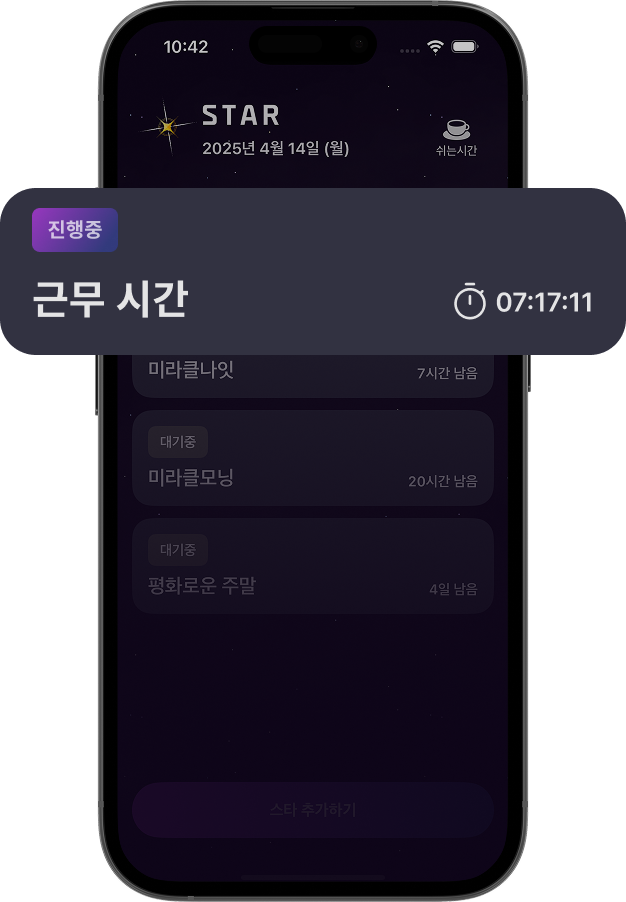 10:42
STAR
2025년 4월 14일 (월)
쉬는시간
진행중
근무 시간
07:17:11
미라클나잇
7시간 남음
대기중
미라클모닝
20시간 남음
대기중
평화로운 주말
4일 남음
스타 추가하기